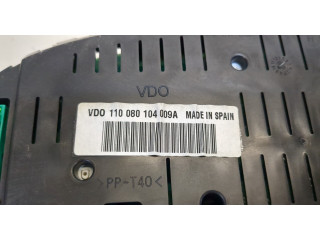 VDO
VDO 110 080 104 009A MADE IN SPAIN
>PP-T40<